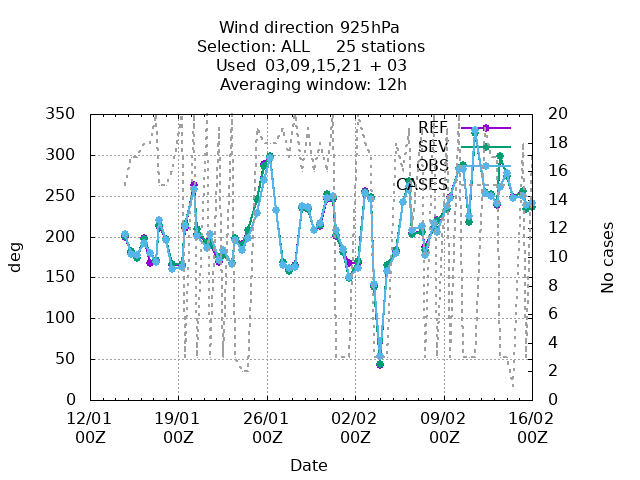 Wind direction 925hPa
Selection: ALL 25 stations
Used 03,09,15,21 + 03
Averaging window: 12h
350 20
300 18
250 16
200 14
150 12
100 10
50 8
0 6
4
2
0
REF
SEV
OBS
CASES
deg
No cases
12/01 19/01 26/01 02/02 09/02 16/02
00Z 00Z 00Z 00Z 00Z 00Z
Date